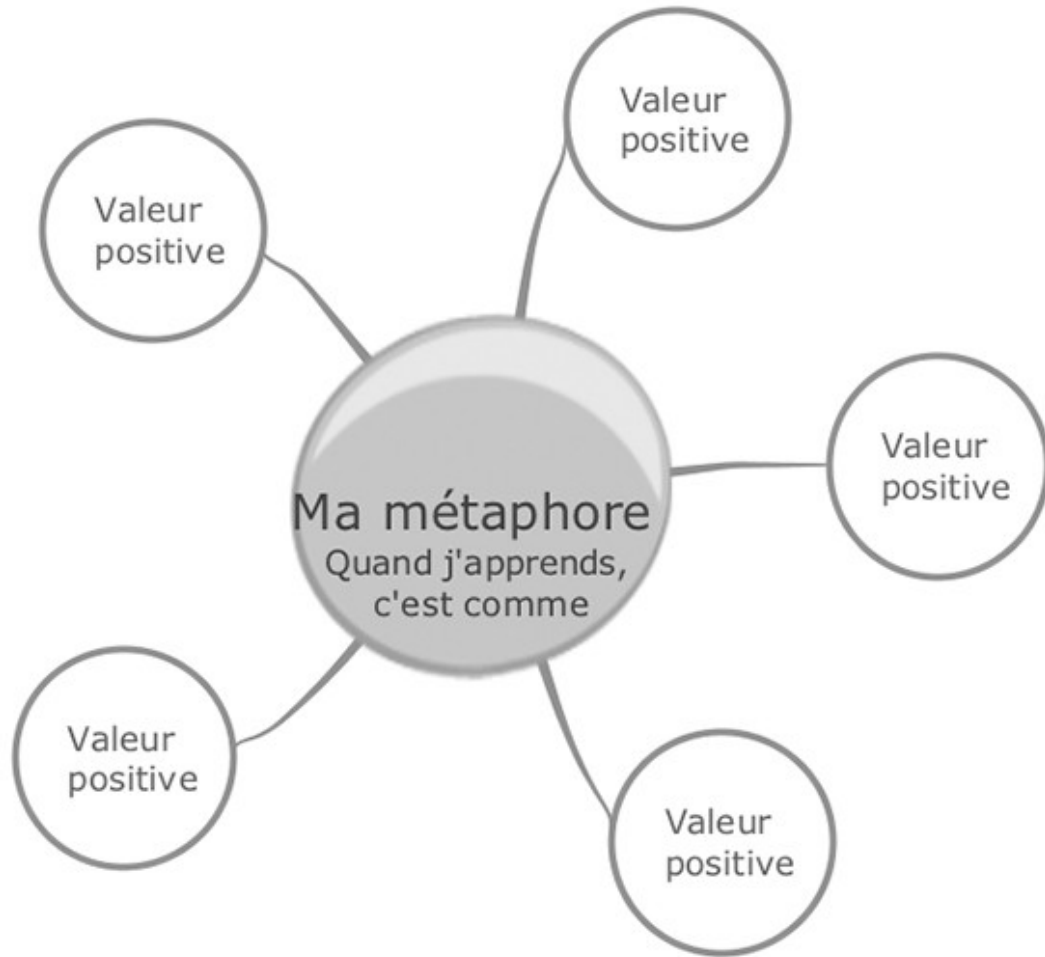 Valeur
positive
Valeur
positive
Valeur
positive
Ma métaphore
Quand j'apprends,
c'est comme
Valeur
positive
Valeur
positive